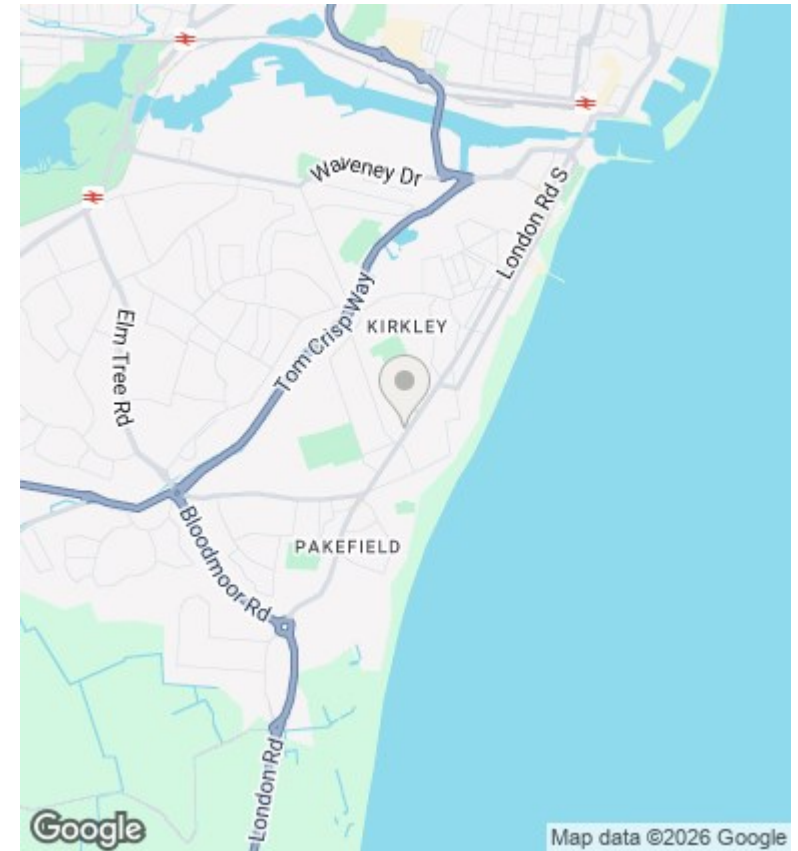 Waveney Dr
London Rd S
KIRKLEY
Tom Crisp Way
Elm Tree Rd
PAKEFIELD
Bloodmoor Rd
London Rd
Google
Map data ©2026 Google